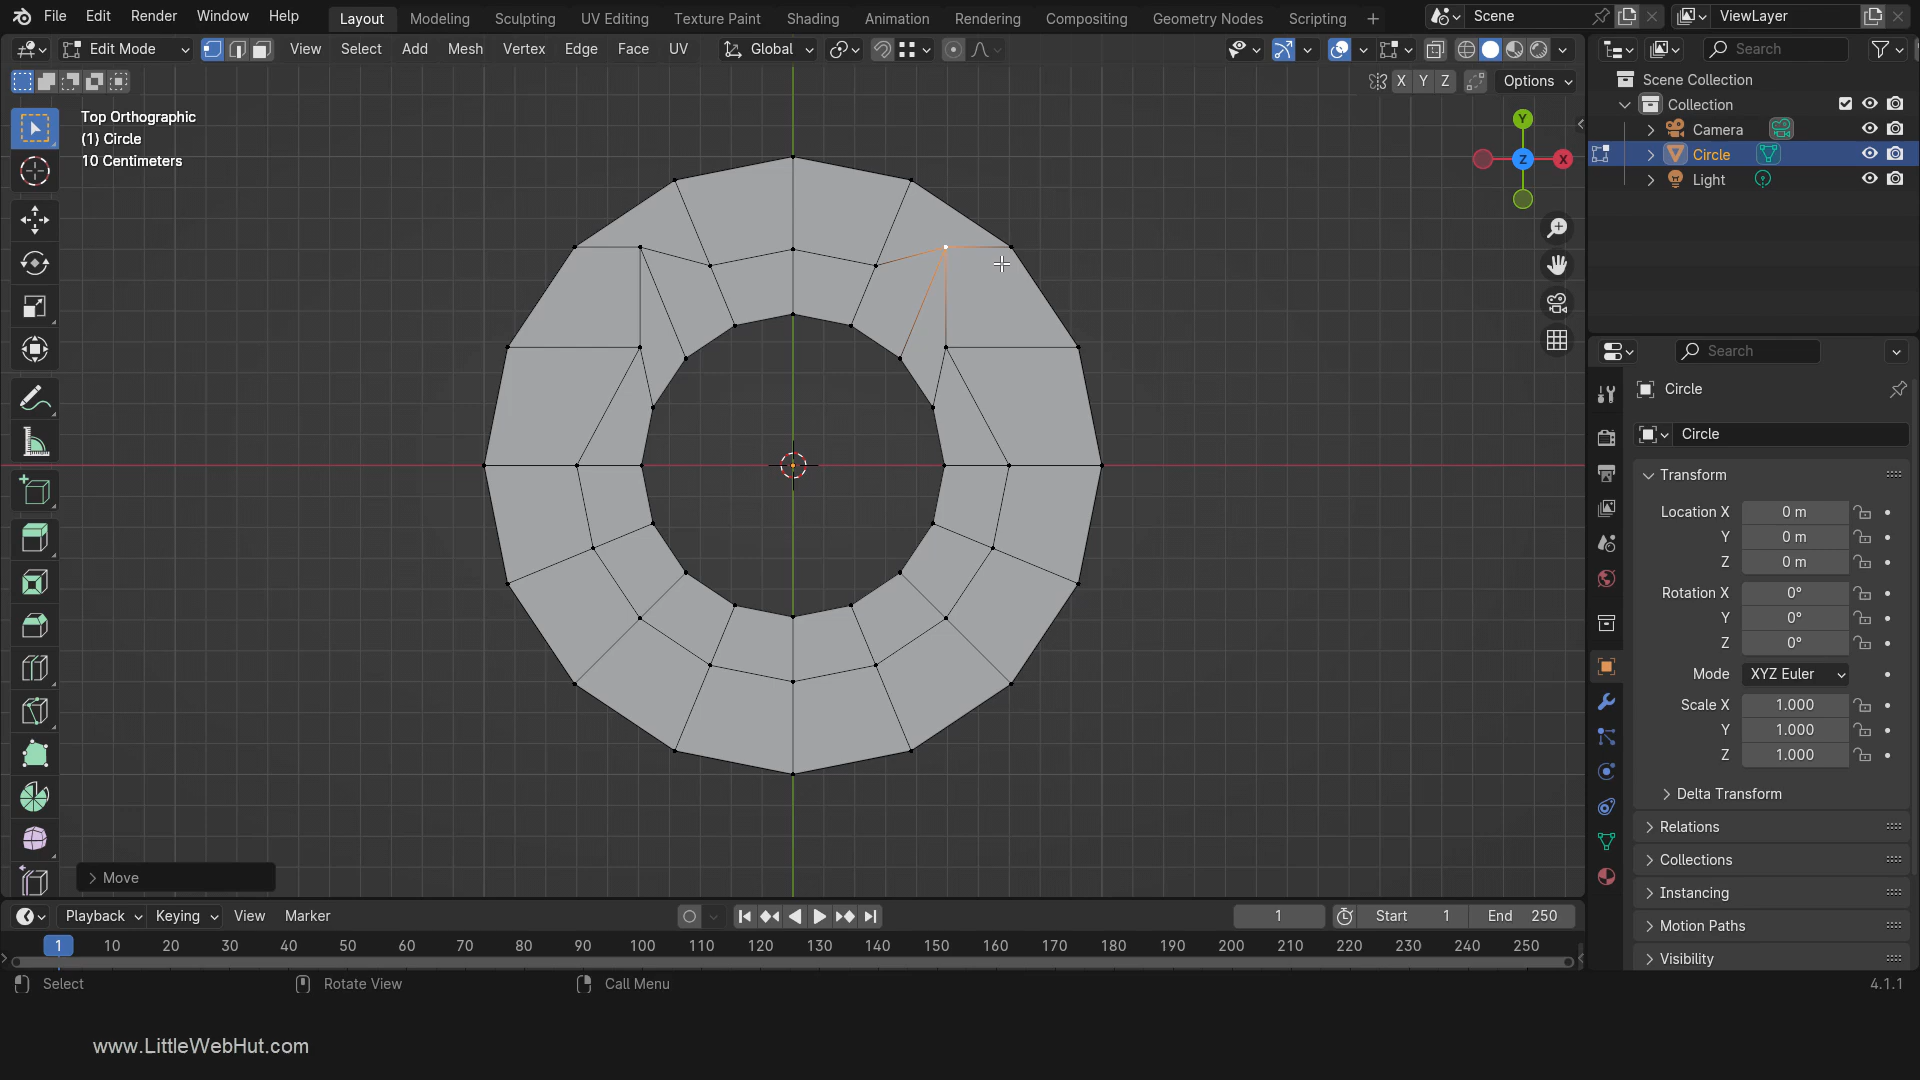 File Edit Render Window Help Layout Modeling Sculpting UV Editing Texture Paint Shading Animation Rendering Compositing Geometry Nodes Scripting + Scene ViewLayer
Edit Mode View Select Add Mesh Vertex Edge Face UV Global Search
X Y Z Options
Scene Collection
Collection
Camera
Circle
Light
Top Orthographic
(1) Circle
10 Centimeters
Y
Z X
Search
Circle
Circle
Transform
Location X 0 m
Y 0 m
Z 0 m
Rotation X 0°
Y 0°
Z 0°
Mode XYZ Euler
Scale X 1.000
Y 1.000
Z 1.000
Delta Transform
Relations
Collections
Instancing
Motion Paths
Visibility
Move
Playback Keying View Marker 1 Start 1 End 250
1 10 20 30 40 50 60 70 80 90 100 110 120 130 140 150 160 170 180 190 200 210 220 230 240 250
Select Rotate View Call Menu 4.1.1
www.LittleWebHut.com